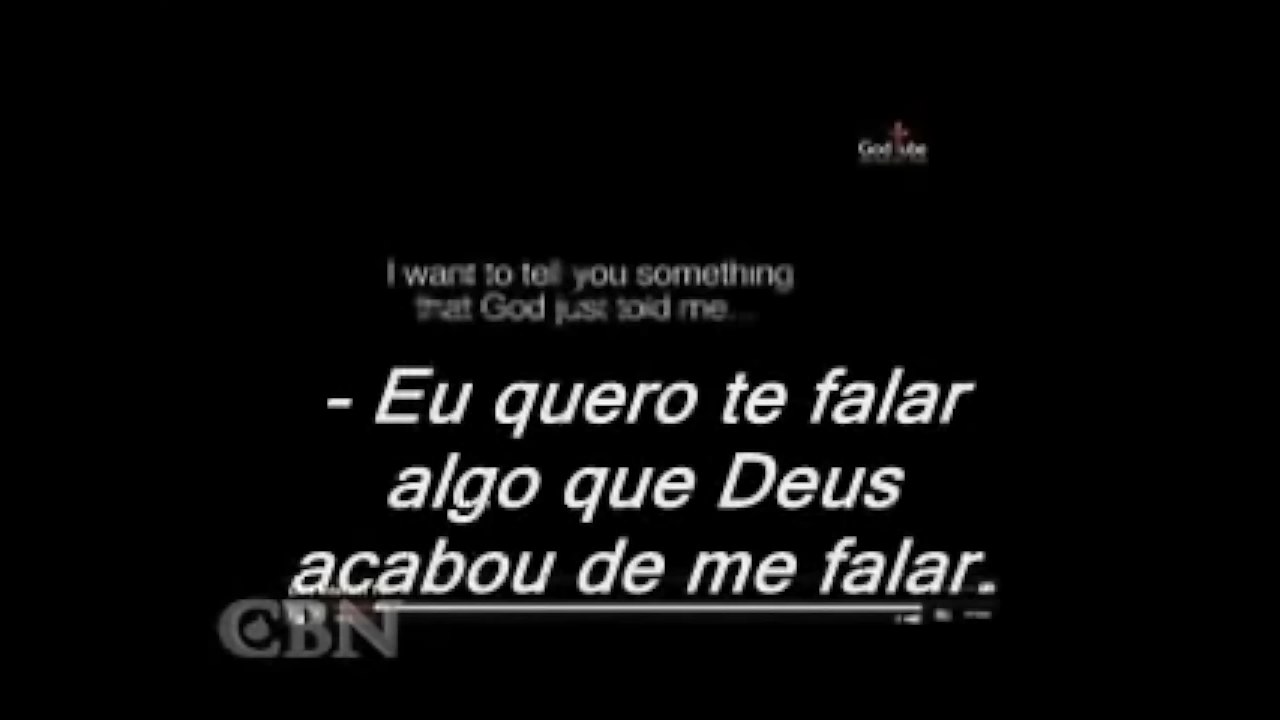 GodTube
I want to tell you something
that God just told me...
- Eu quero te falar
algo que Deus
acabou de me falar.
CBN